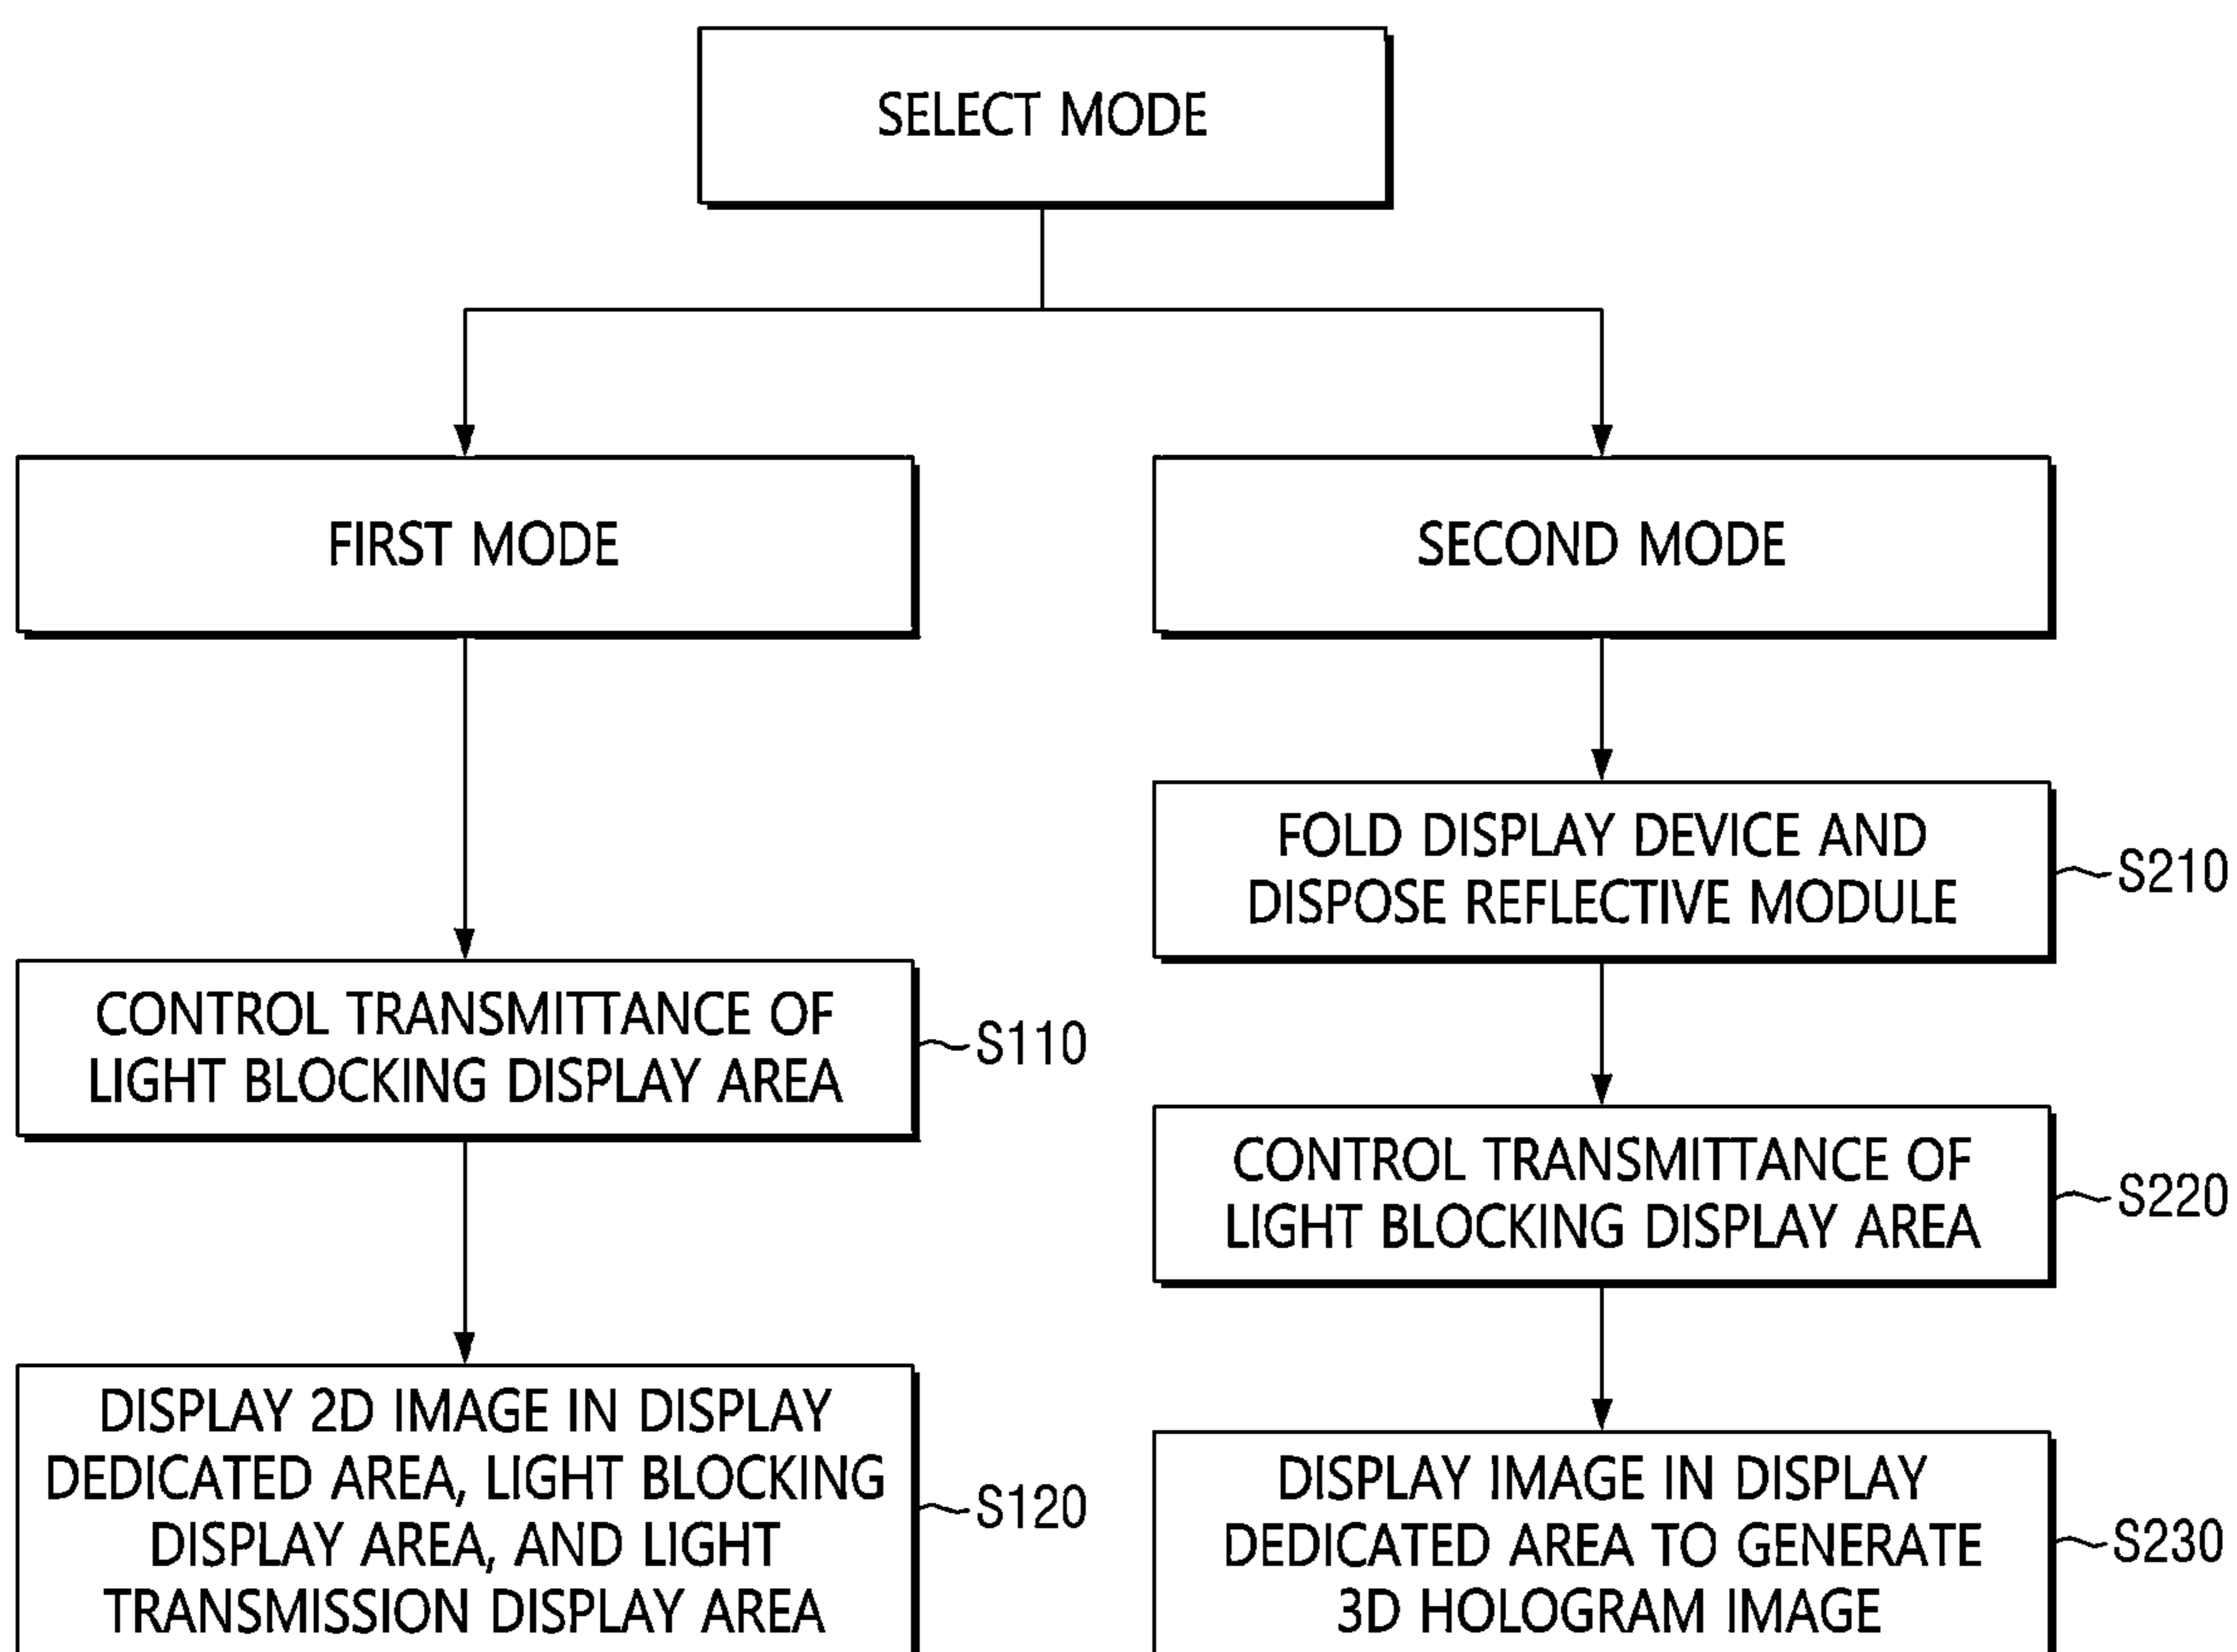 SELECT MODE
FIRST MODE
CONTROL TRANSMITTANCE OF
LIGHT BLOCKING DISPLAY AREA
S110
DISPLAY 2D IMAGE IN DISPLAY
DEDICATED AREA, LIGHT BLOCKING
DISPLAY AREA, AND LIGHT
TRANSMISSION DISPLAY AREA
S120
SECOND MODE
FOLD DISPLAY DEVICE AND
DISPOSE REFLECTIVE MODULE
S210
CONTROL TRANSMITTANCE OF
LIGHT BLOCKING DISPLAY AREA
S220
DISPLAY IMAGE IN DISPLAY
DEDICATED AREA TO GENERATE
3D HOLOGRAM IMAGE
S230